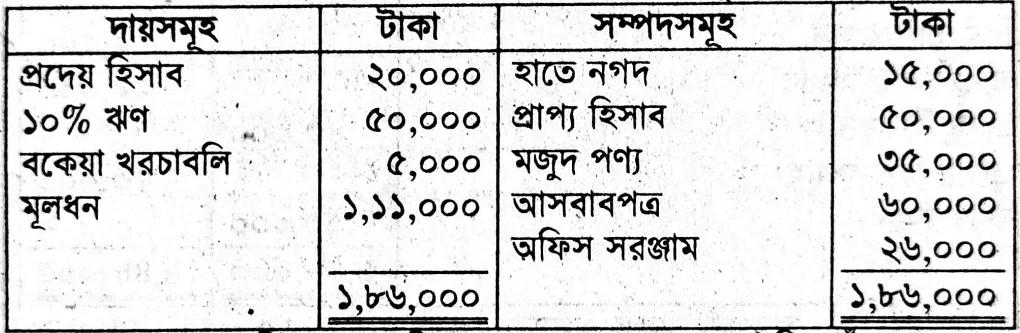 দায়সমূহ টাকা সম্পদসমূহ টাকা
প্রদেয় হিসাব ২০,০০০ হাতে নগদ ১৫,০০০
১০% ঋণ ৫০,০০০ প্রাপ্য হিসাব ৫০,০০০
বকেয়া খরচাবলি ৫,০০০ মজুদ পণ্য ৩৫,০০০
মূলধন ১,১১,০০০ আসবাবপত্র ৬০,০০০
অফিস সরঞ্জাম ২৬,০০০
১,৮৬,০০০ ১,৮৬,০০০